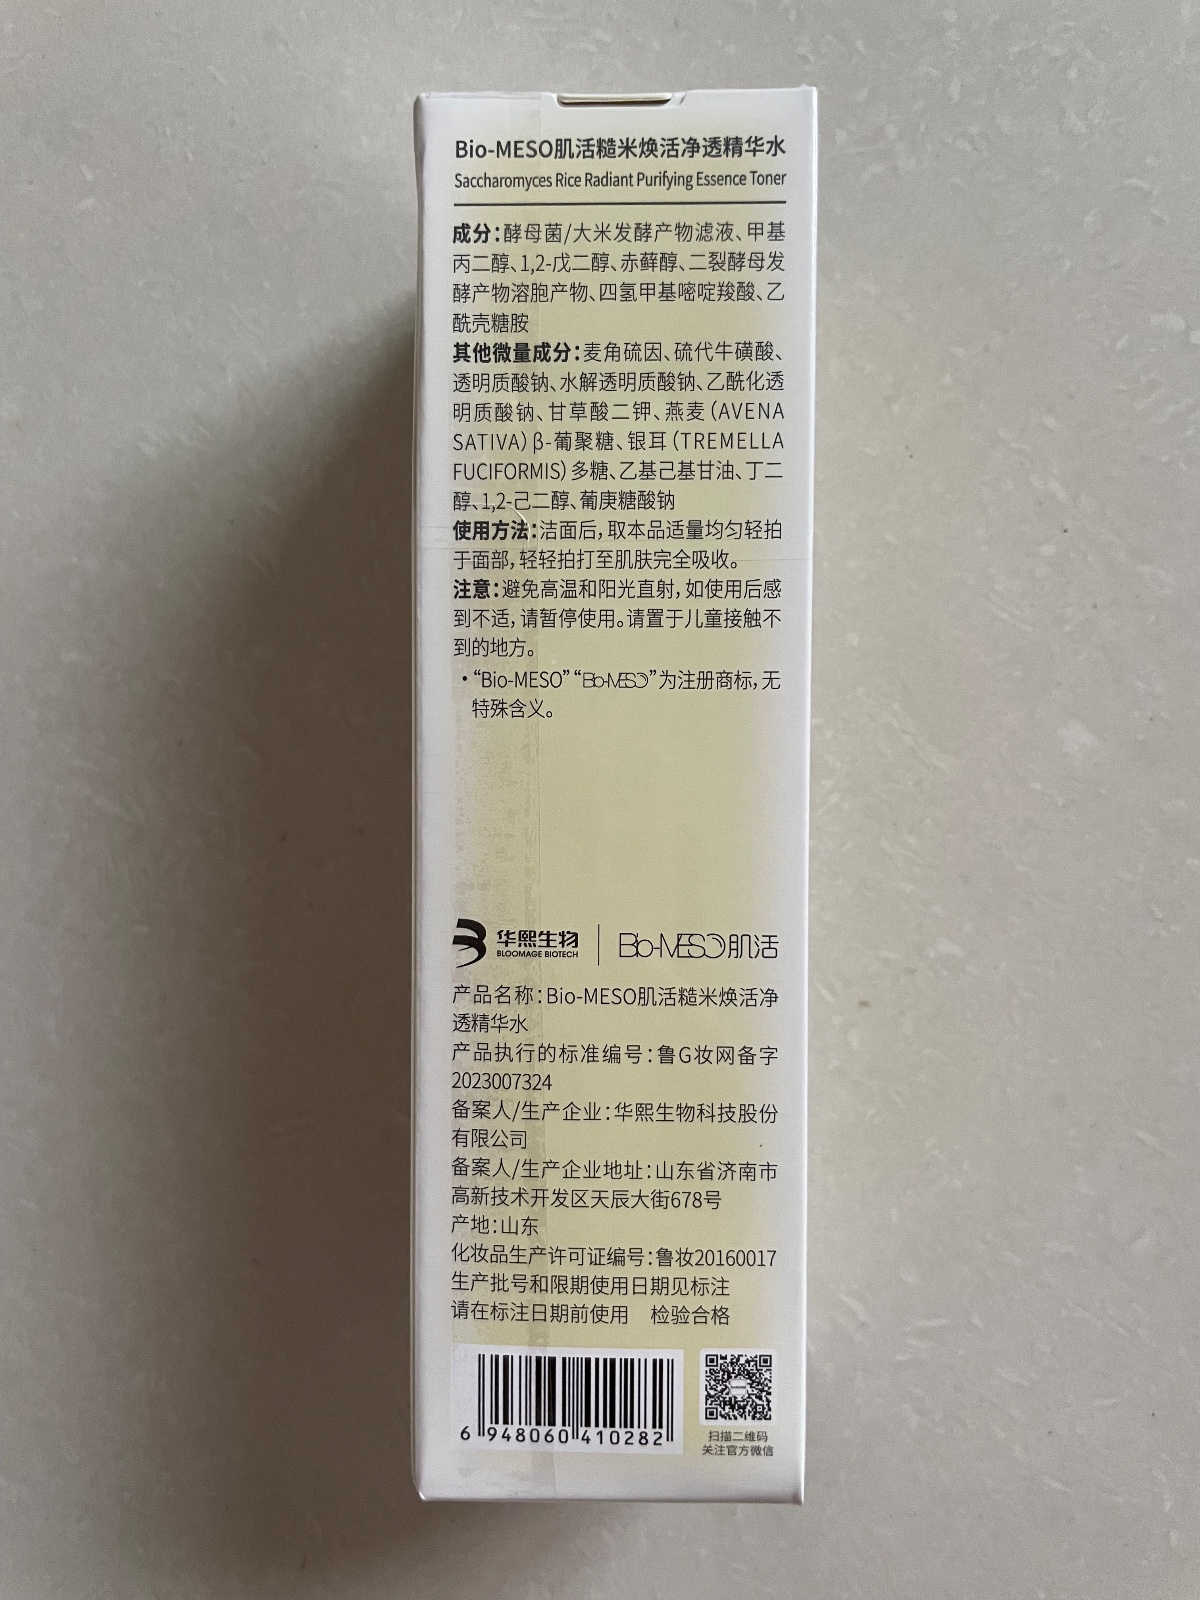 Bio-MESO肌活糙米焕活净透精华水
Saccharomyces Rice Radiant Purifying Essence Toner
成分：酵母菌/大米发酵产物滤液、甲基
丙二醇、1,2-戊二醇、赤藓醇、二裂酵母发
酵产物溶胞产物、四氢甲基嘧啶羧酸、乙
酰壳糖胺
其他微量成分：麦角硫因、硫代牛磺酸、
透明质酸钠、水解透明质酸钠、乙酰化透
明质酸钠、甘草酸二钾、燕麦（AVENA
SATIVA）β-葡聚糖、银耳（TREMELLA
FUCIFORMIS）多糖、乙基己基甘油、丁二
醇、1,2-己二醇、葡庚糖酸钠
使用方法：洁面后，取本品适量均匀轻拍
于面部，轻轻拍打至肌肤完全吸收。
注意：避免高温和阳光直射，如使用后感
到不适，请暂停使用。请置于儿童接触不
到的地方。
•“Bio-MESO”“Bio-MESO”为注册商标，无
特殊含义。
华熙生物 Bio-MESO肌活
BLOOMAGE BIOTECH
产品名称：Bio-MESO肌活糙米焕活净
透精华水
产品执行的标准编号：鲁G妆网备字
2023007324
备案人/生产企业：华熙生物科技股份
有限公司
备案人/生产企业地址：山东省济南市
高新技术开发区天辰大街678号
产地：山东
化妆品生产许可证编号：鲁妆20160017
生产批号和限期使用日期见标注
请在标注日期前使用 检验合格
6 948060 410282
扫描二维码
关注官方微信